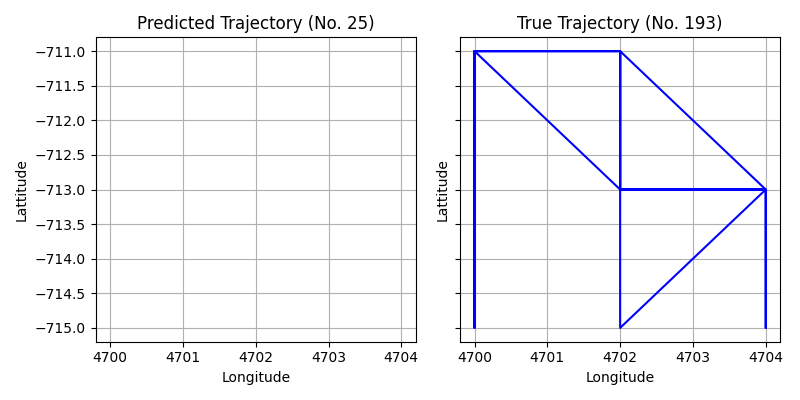 Predicted Trajectory (No. 25)
True Trajectory (No. 193)
−711.0
−711.5
−712.0
−712.5
−713.0
−713.5
−714.0
−714.5
−715.0
Lattitude
Lattitude
4700 4701 4702 4703 4704
4700 4701 4702 4703 4704
Longitude
Longitude